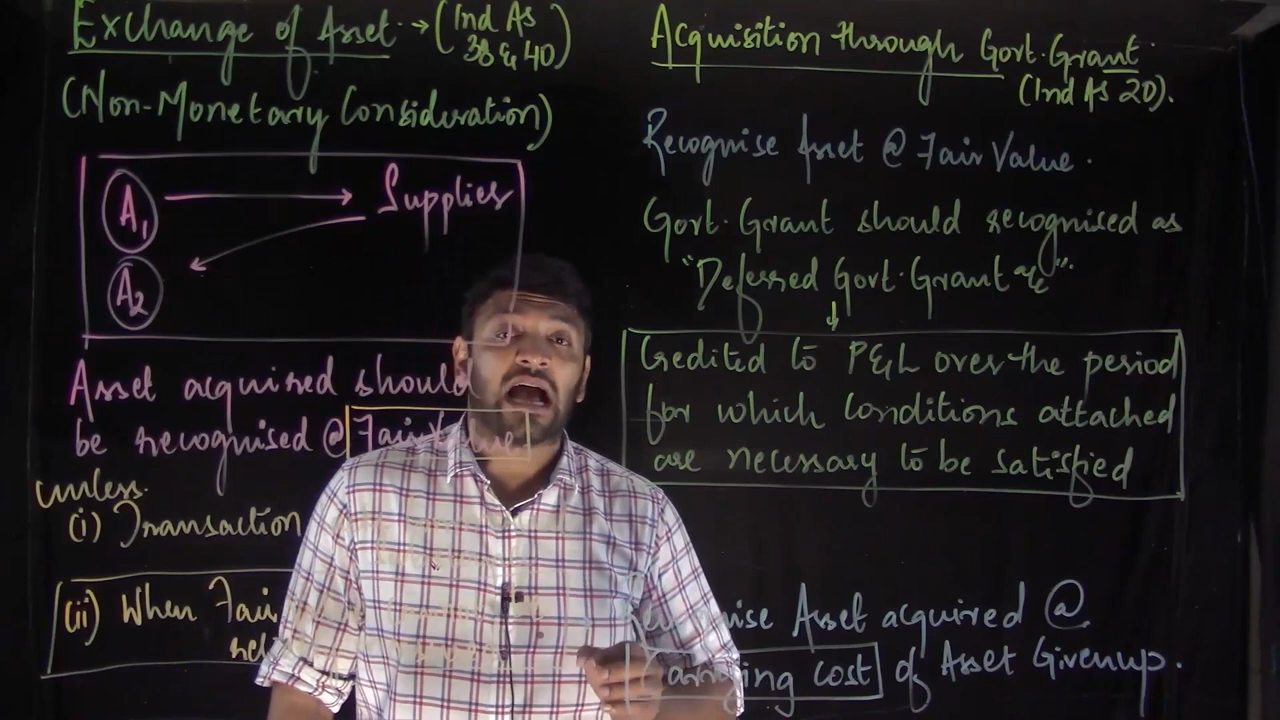 Exchange of Asset → (Ind As
38 & 40)
(Non-Monetary Consideration)
A1 → Supplies
A2
Asset acquired should
be recognised @ Fair Value
unless.
(i) Transaction
(ii) When Fair
Acquisition through Govt. Grant
(Ind AS 20).
Recognise Asset @ Fair Value.
Govt. Grant should recognised as
"Deferred Govt. Grant a/c".
↓
Credited to P&L over the period
for which conditions attached
are necessary to be satisfied
Asset acquired @
cost of Asset Givenup.